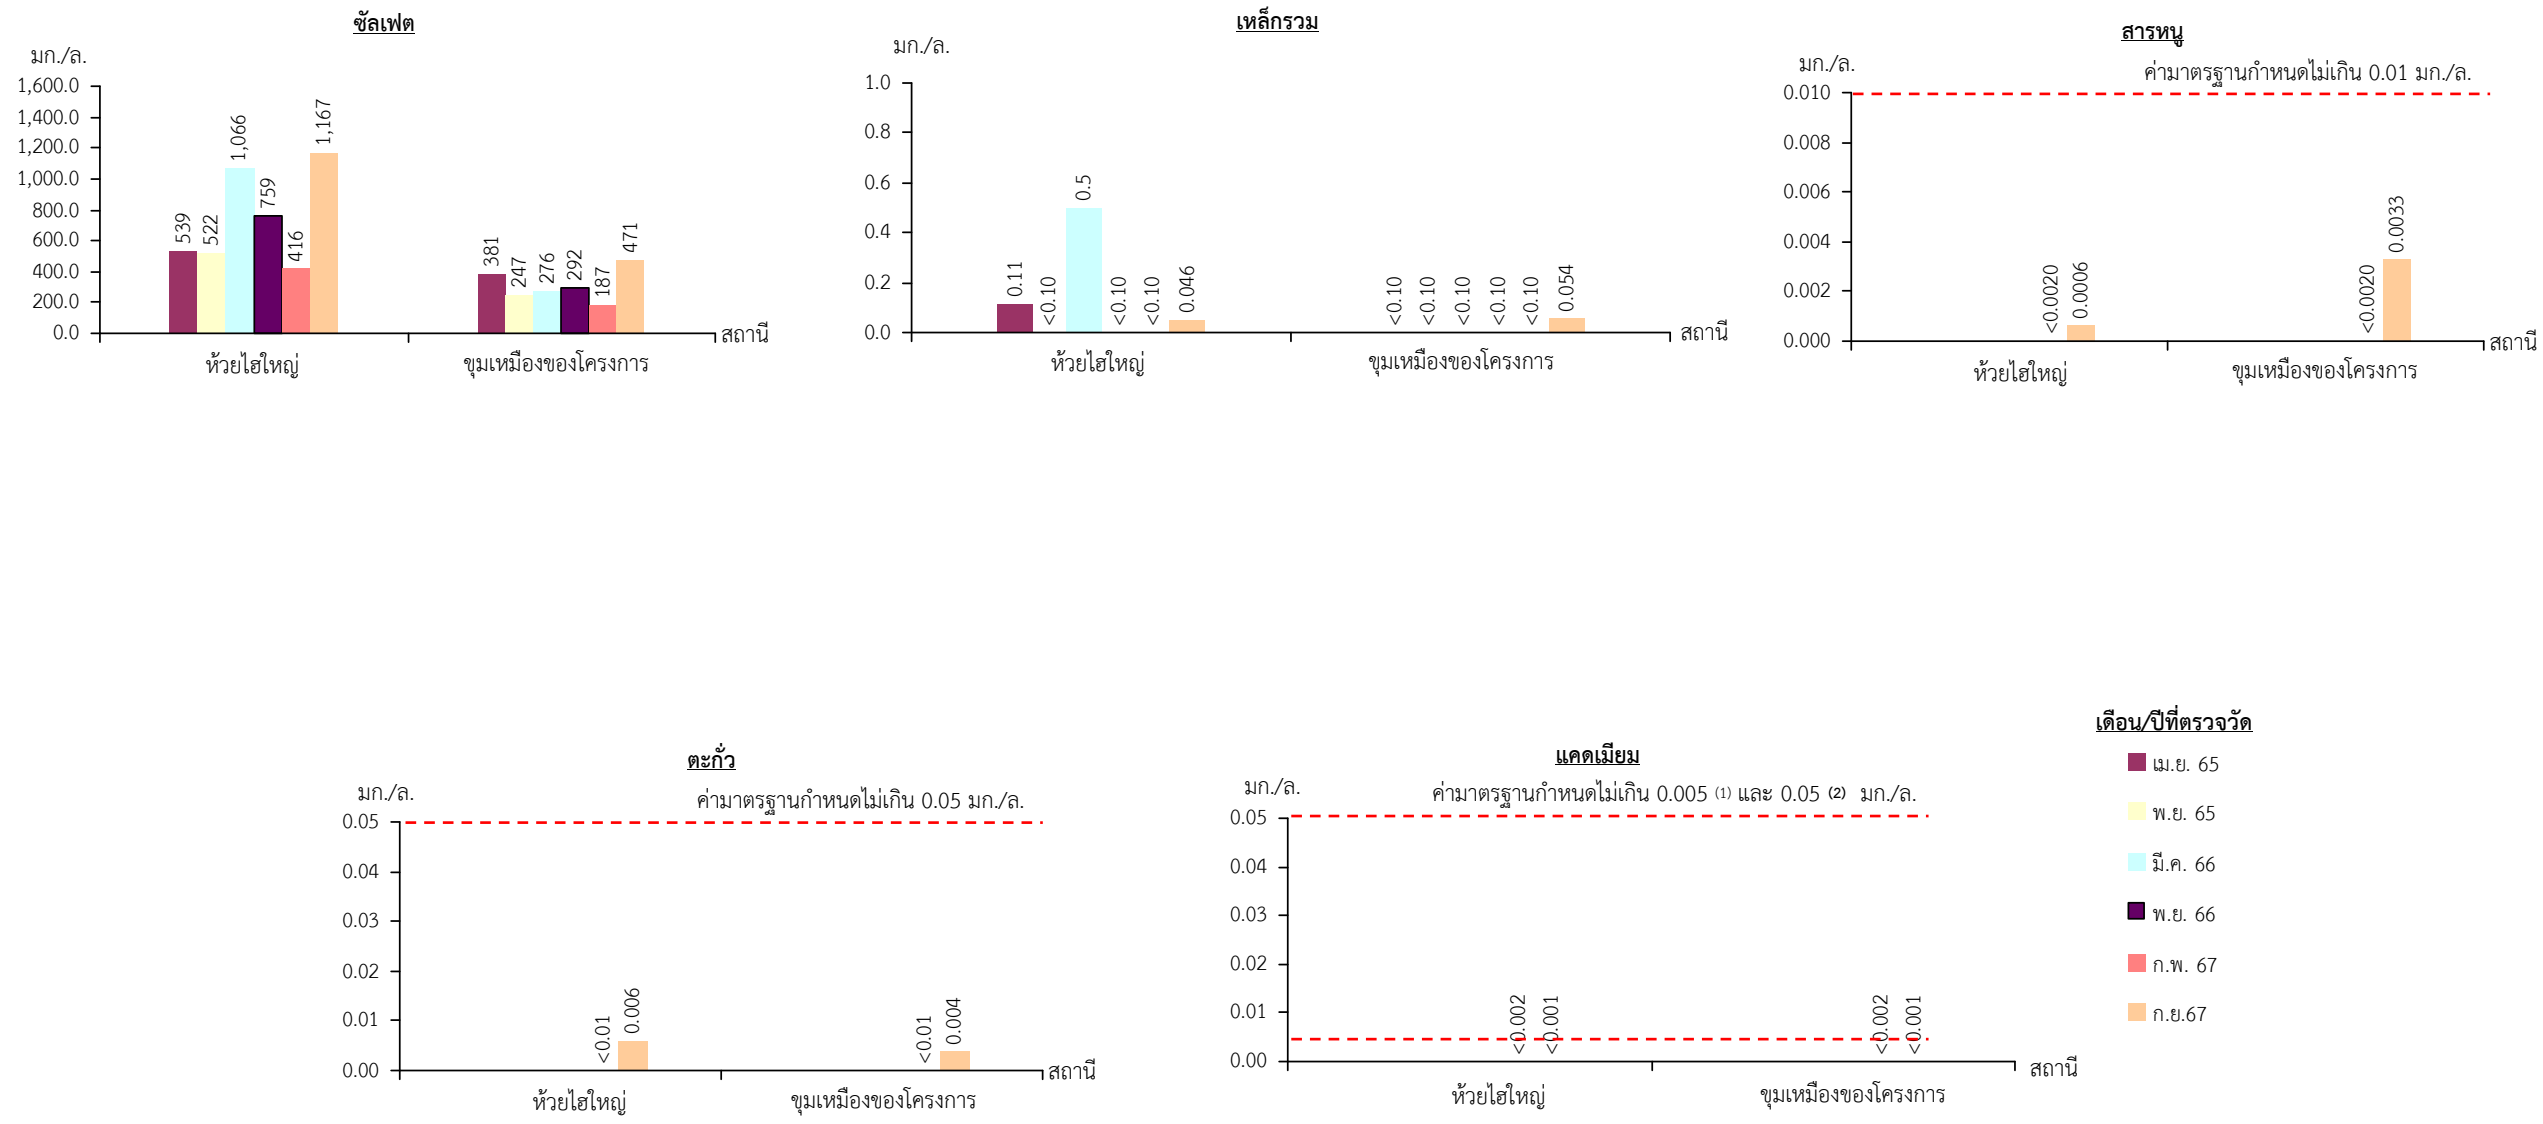 ซัลเฟต
มก./ล.
1,600.0
1,400.0
1,200.0
1,000.0
800.0
600.0
400.0
200.0
0.0
539
522
1,066
759
416
1,167
381
247
276
292
187
471
สถานี
ห้วยไฮใหญ่
ขุมเหมืองของโครงการ
เหล็กรวม
มก./ล.
1.0
0.8
0.6
0.4
0.2
0.0
0.11
<0.10
0.5
<0.10
<0.10
0.046
<0.10
<0.10
<0.10
<0.10
<0.10
0.054
สถานี
ห้วยไฮใหญ่
ขุมเหมืองของโครงการ
สารหนู
มก./ล.
ค่ามาตรฐานกำหนดไม่เกิน 0.01 มก./ล.
0.010
0.008
0.006
0.004
0.002
0.000
<0.0020
0.0006
<0.0020
0.0033
สถานี
ห้วยไฮใหญ่
ขุมเหมืองของโครงการ
ตะกั่ว
มก./ล.
ค่ามาตรฐานกำหนดไม่เกิน 0.05 มก./ล.
0.05
0.04
0.03
0.02
0.01
0.00
<0.01
0.006
<0.01
0.004
สถานี
ห้วยไฮใหญ่
ขุมเหมืองของโครงการ
แคดเมียม
มก./ล.
ค่ามาตรฐานกำหนดไม่เกิน 0.005 (1) และ 0.05 (2) มก./ล.
0.05
0.04
0.03
0.02
0.01
0.00
<0.002
<0.001
<0.002
<0.001
สถานี
ห้วยไฮใหญ่
ขุมเหมืองของโครงการ
เดือน/ปีที่ตรวจวัด
เม.ย. 65
พ.ย. 65
มี.ค. 66
พ.ย. 66
ก.พ. 67
ก.ย.67